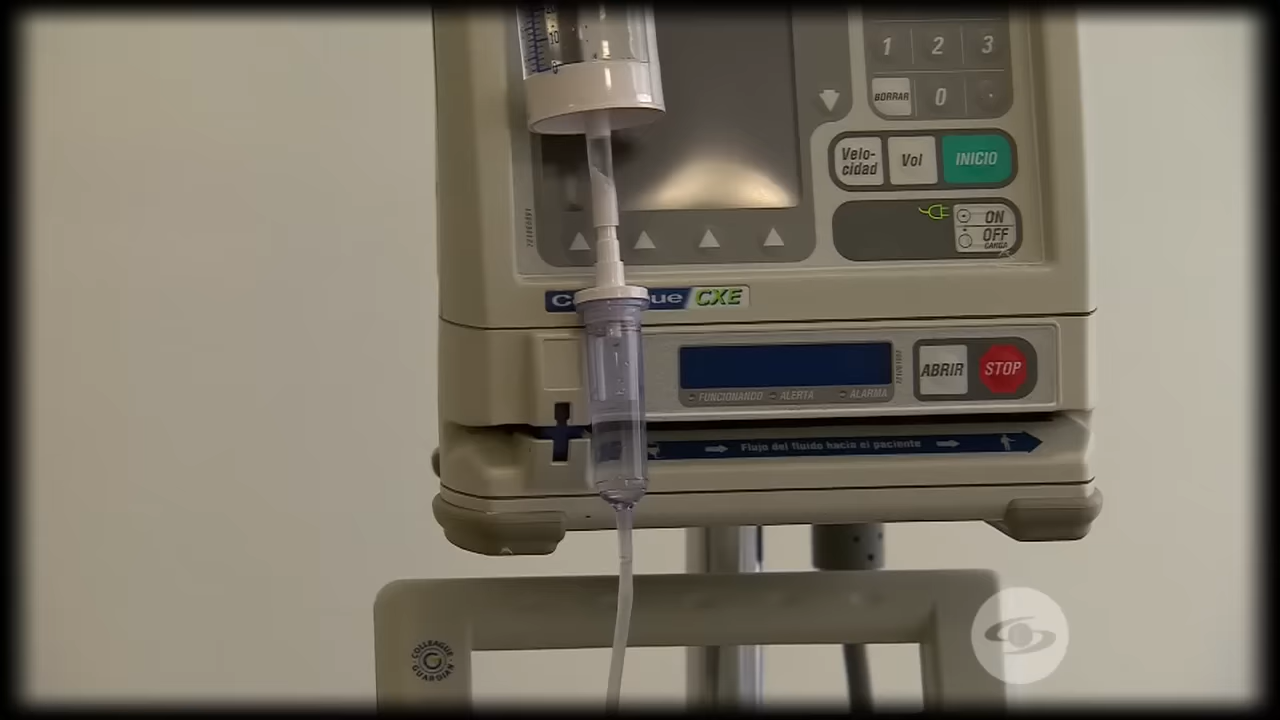 10
1 2 3
BORRAR 0
Velo-
cidad
Vol
INICIO
ON
OFF
CARGA
CXE
ABRIR
STOP
FUNCIONANDO ALERTA ALARMA
Flujo del fluido hacia el paciente
COLLEAGUE
GUARDIAN